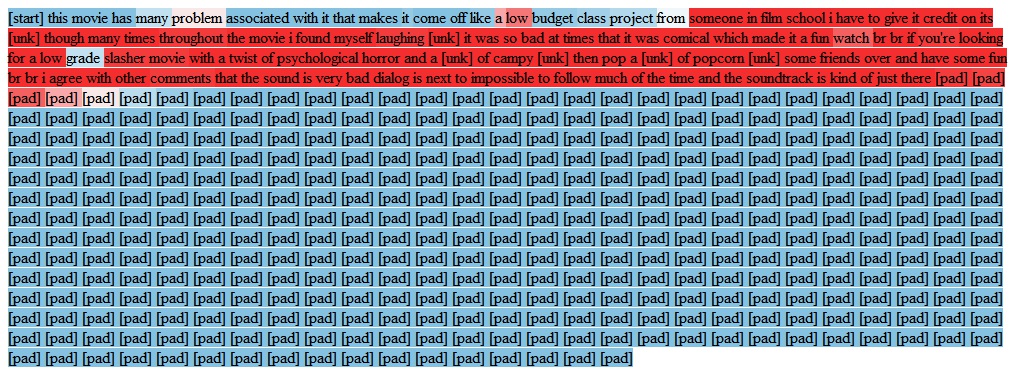 [start] this movie has many problem associated with it that makes it come off like a low budget class project from someone in film school i have to give it credit on its
[unk] though many times throughout the movie i found myself laughing [unk] it was so bad at times that it was comical which made it a fun watch br br if you're looking
for a low grade slasher movie with a twist of psychological horror and a [unk] of campy [unk] then pop a [unk] of popcorn [unk] some friends over and have some fun
br br i agree with other comments that the sound is very bad dialog is next to impossible to follow much of the time and the soundtrack is kind of just there [pad] [pad]
[pad] [pad] [pad] [pad] [pad] [pad] [pad] [pad] [pad] [pad] [pad] [pad] [pad] [pad] [pad] [pad] [pad] [pad] [pad] [pad] [pad] [pad] [pad] [pad] [pad] [pad] [pad]
[pad] [pad] [pad] [pad] [pad] [pad] [pad] [pad] [pad] [pad] [pad] [pad] [pad] [pad] [pad] [pad] [pad] [pad] [pad] [pad] [pad] [pad] [pad] [pad] [pad] [pad] [pad]
[pad] [pad] [pad] [pad] [pad] [pad] [pad] [pad] [pad] [pad] [pad] [pad] [pad] [pad] [pad] [pad] [pad] [pad] [pad] [pad] [pad] [pad] [pad] [pad] [pad] [pad] [pad]
[pad] [pad] [pad] [pad] [pad] [pad] [pad] [pad] [pad] [pad] [pad] [pad] [pad] [pad] [pad] [pad] [pad] [pad] [pad] [pad] [pad] [pad] [pad] [pad] [pad] [pad] [pad]
[pad] [pad] [pad] [pad] [pad] [pad] [pad] [pad] [pad] [pad] [pad] [pad] [pad] [pad] [pad] [pad] [pad] [pad] [pad] [pad] [pad] [pad] [pad] [pad] [pad] [pad] [pad]
[pad] [pad] [pad] [pad] [pad] [pad] [pad] [pad] [pad] [pad] [pad] [pad] [pad] [pad] [pad] [pad] [pad] [pad] [pad] [pad] [pad] [pad] [pad] [pad] [pad] [pad] [pad]
[pad] [pad] [pad] [pad] [pad] [pad] [pad] [pad] [pad] [pad] [pad] [pad] [pad] [pad] [pad] [pad] [pad] [pad] [pad] [pad] [pad] [pad] [pad] [pad] [pad] [pad] [pad]
[pad] [pad] [pad] [pad] [pad] [pad] [pad] [pad] [pad] [pad] [pad] [pad] [pad] [pad] [pad] [pad] [pad] [pad] [pad] [pad] [pad] [pad] [pad] [pad] [pad] [pad] [pad]
[pad] [pad] [pad] [pad] [pad] [pad] [pad] [pad] [pad] [pad] [pad] [pad] [pad] [pad] [pad] [pad] [pad] [pad] [pad] [pad] [pad] [pad] [pad] [pad] [pad] [pad] [pad]
[pad] [pad] [pad] [pad] [pad] [pad] [pad] [pad] [pad] [pad] [pad] [pad] [pad] [pad] [pad] [pad] [pad] [pad] [pad] [pad] [pad] [pad] [pad] [pad] [pad] [pad] [pad]
[pad] [pad] [pad] [pad] [pad] [pad] [pad] [pad] [pad] [pad] [pad] [pad] [pad] [pad] [pad] [pad] [pad] [pad] [pad] [pad] [pad] [pad] [pad] [pad] [pad] [pad] [pad]
[pad] [pad] [pad] [pad] [pad] [pad] [pad] [pad] [pad] [pad] [pad] [pad] [pad] [pad] [pad] [pad] [pad] [pad] [pad] [pad] [pad] [pad] [pad] [pad] [pad] [pad] [pad]
[pad] [pad] [pad] [pad] [pad] [pad] [pad] [pad] [pad] [pad] [pad] [pad] [pad] [pad] [pad] [pad] [pad] [pad] [pad] [pad] [pad] [pad] [pad] [pad] [pad] [pad] [pad]
[pad] [pad] [pad] [pad] [pad] [pad] [pad] [pad] [pad] [pad] [pad] [pad] [pad] [pad] [pad] [pad] [pad]